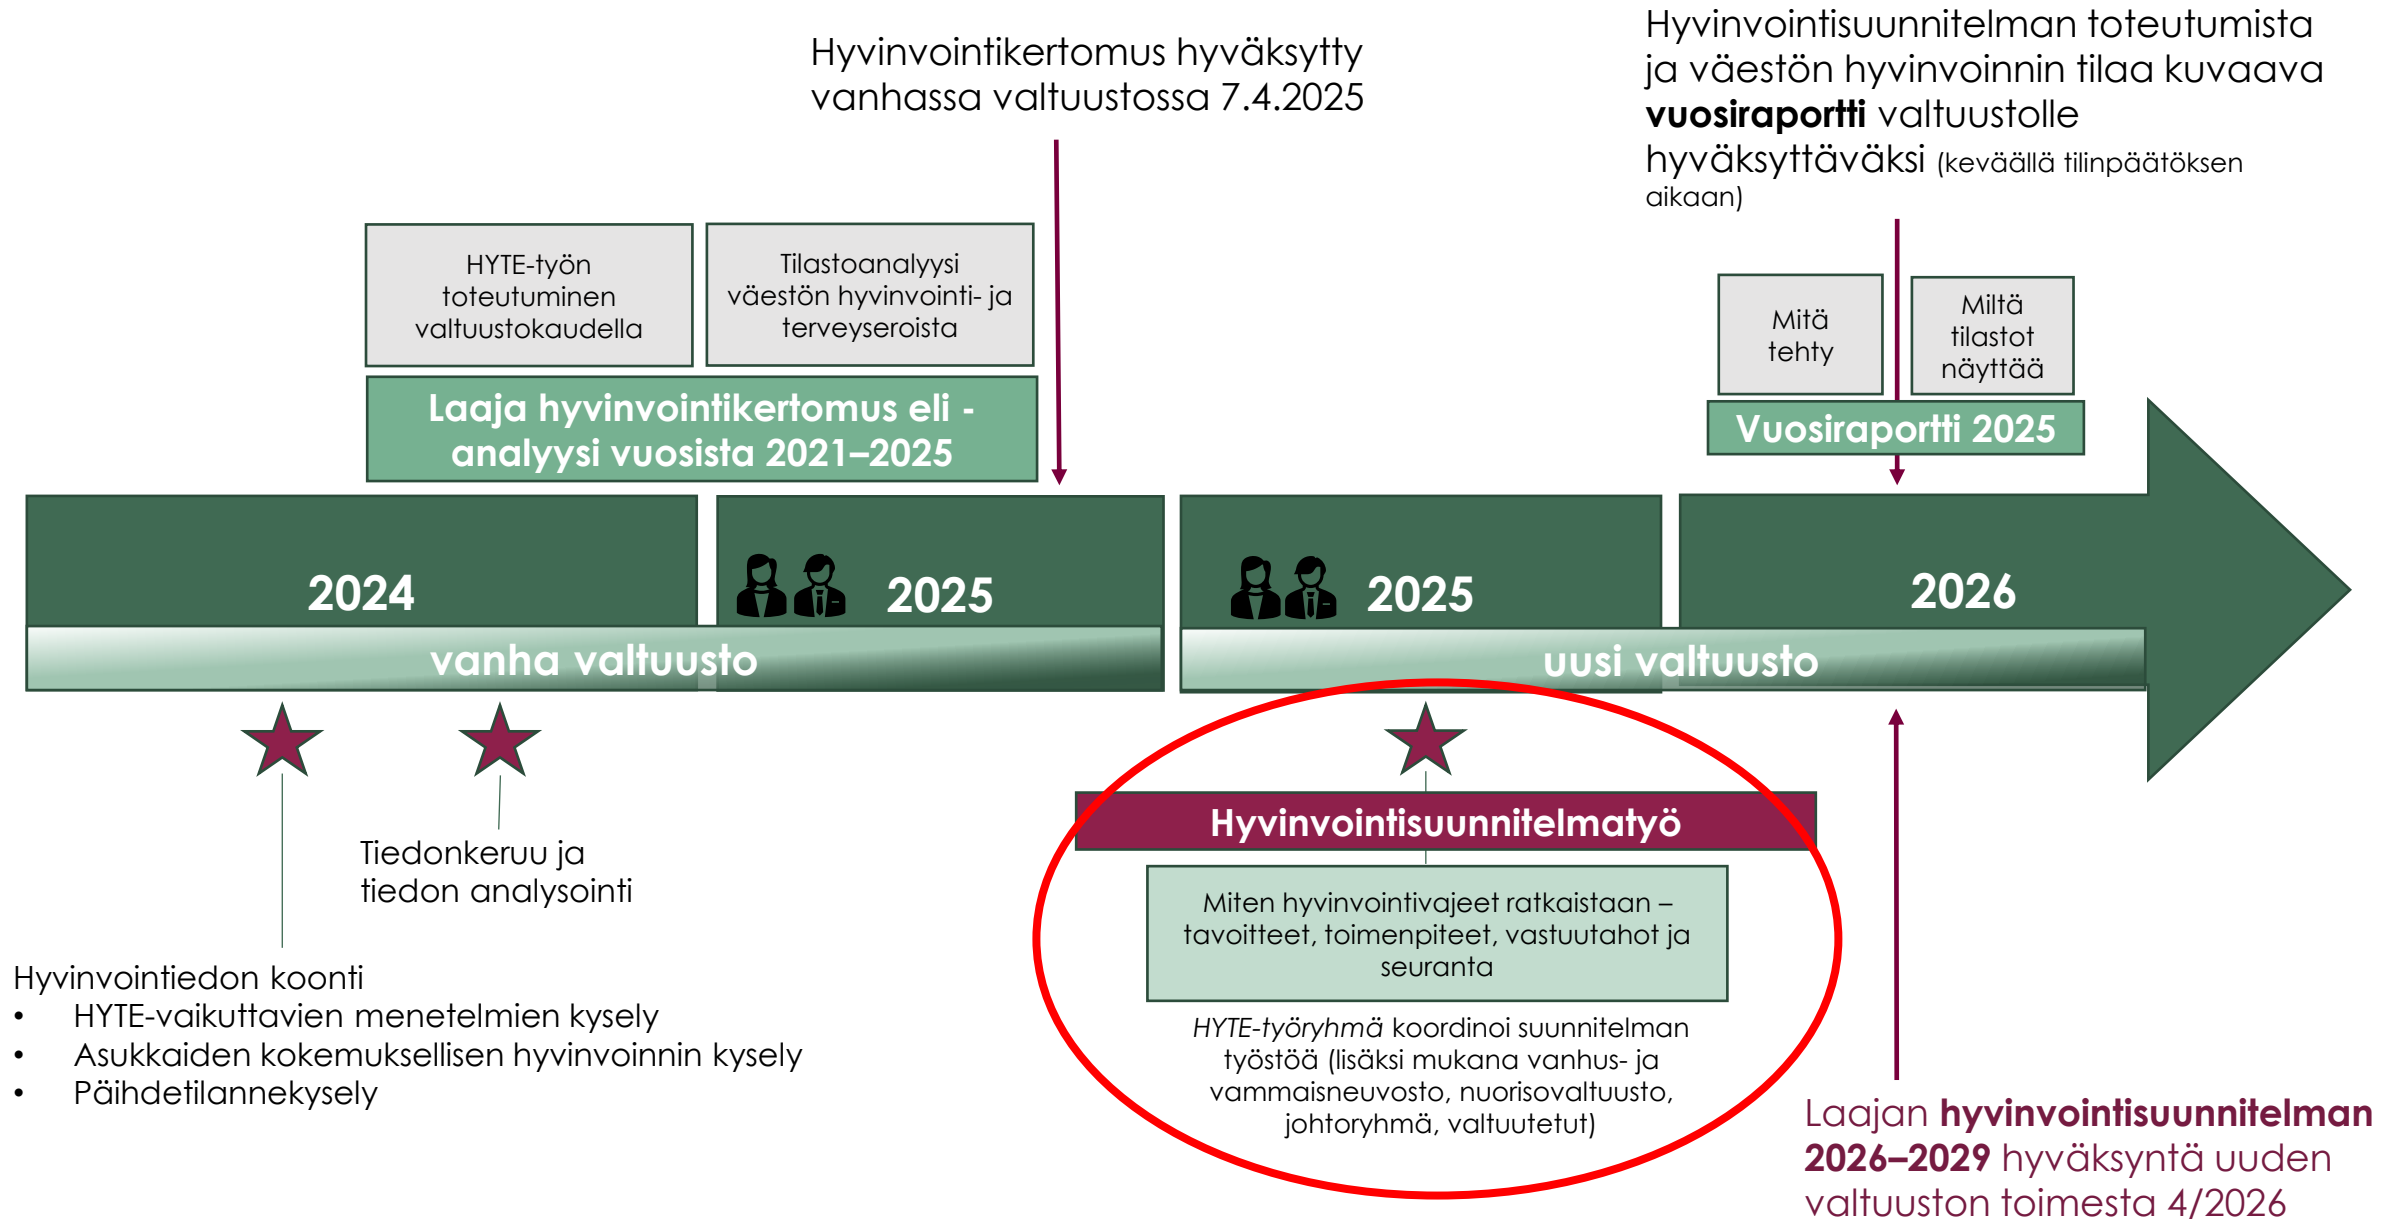 Hyvinvointikertomus hyväksytty
vanhassa valtuustossa 7.4.2025
Hyvinvointisuunnitelman toteutumista
ja väestön hyvinvoinnin tilaa kuvaava
vuosiraportti valtuustolle
hyväksyttäväksi (keväällä tilinpäätöksen
aikaan)
HYTE-työn
toteutuminen
valtuustokaudella
Tilastoanalyysi
väestön hyvinvointi- ja
terveyseroista
Mitä
tehty
Miltä
tilastot
näyttää
Laaja hyvinvointikertomus eli -
analyysi vuosista 2021–2025
Vuosiraportti 2025
2024
2025
2025
2026
vanha valtuusto
uusi valtuusto
Tiedonkeruu ja
tiedon analysointi
Hyvinvointiedon koonti
• HYTE-vaikuttavien menetelmien kysely
• Asukkaiden kokemuksellisen hyvinvoinnin kysely
• Päihdetilannekysely
Hyvinvointisuunnitelmatyö
Miten hyvinvointivajeet ratkaistaan –
tavoitteet, toimenpiteet, vastuutahot ja
seuranta
HYTE-työryhmä koordinoi suunnitelman
työstöä (lisäksi mukana vanhus- ja
vammaisneuvosto, nuorisovaltuusto,
johtoryhmä, valtuutetut)
Laajan hyvinvointisuunnitelman
2026–2029 hyväksyntä uuden
valtuuston toimesta 4/2026